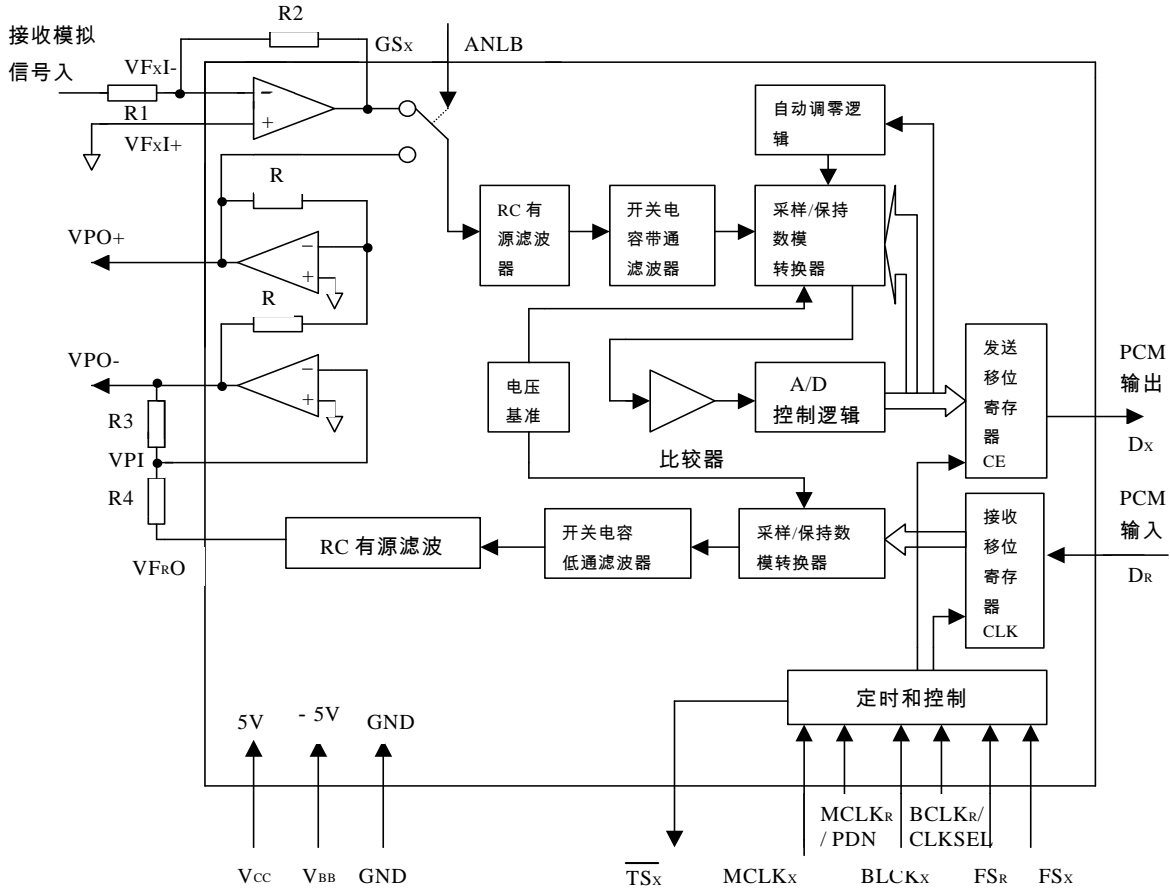 R2
接收模拟
信号入
GSx
ANLB
VFxI-
R1
VFxI+
−
+
自动调零逻
辑
R
RC 有
源滤波
器
开关电
容带通
滤波器
采样/保持
数模
转换器
VPO+
−
+
R
VPO-
−
+
电压
基准
A/D
控制逻辑
发送
移位
寄存
器
CE
PCM
输出
Dx
R3
VPI
R4
比较器
VFRO
RC 有源滤波
开关电容
低通滤波器
采样/保持数
模转换器
接收
移位
寄存
器
CLK
PCM
输入
DR
定时和控制
5V
- 5V
GND
MCLKR
/ PDN
BCLKR/
CLKSEL
VCC
VBB
GND
TSx
MCLKx
BLCKx
FSR
FSx